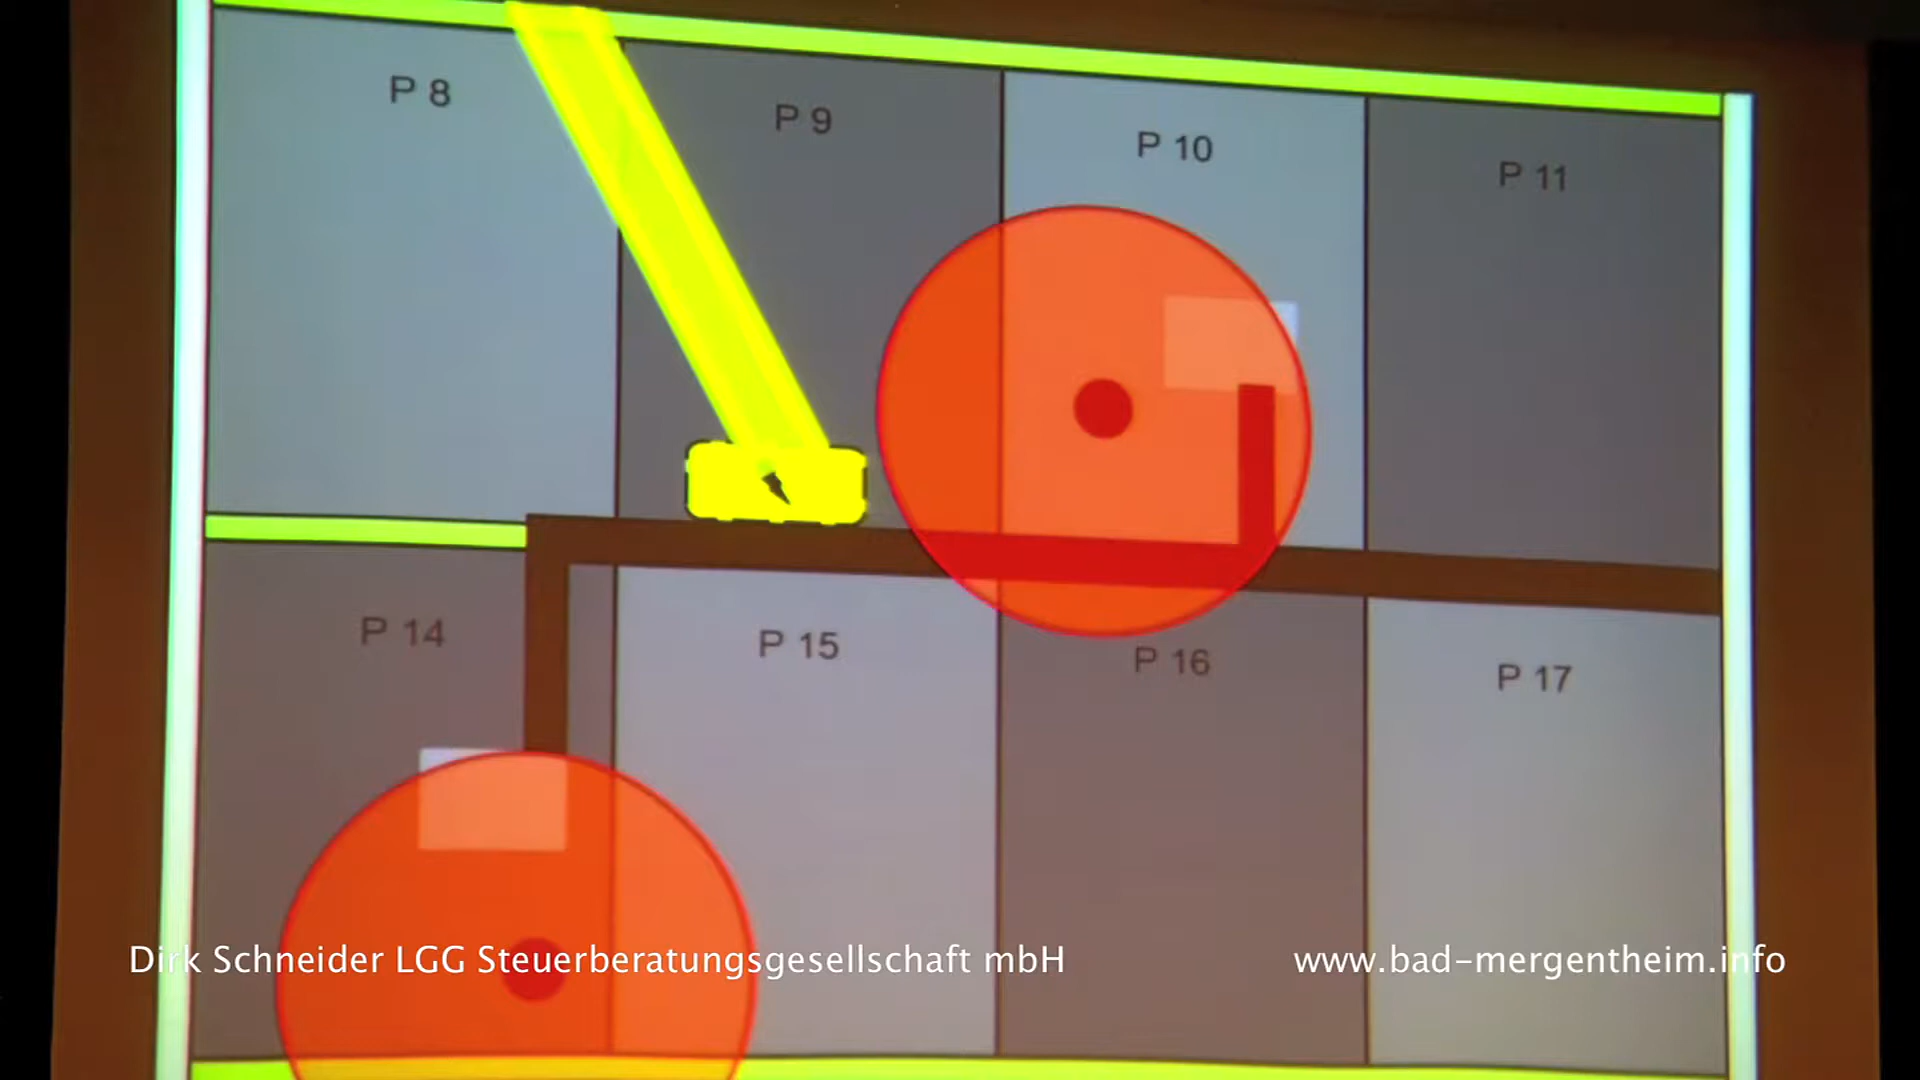 P 8
P 9
P 10
P 11
P 14
P 15
P 16
P 17
Dirk Schneider LGG Steuerberatungsgesellschaft mbH
www.bad-mergentheim.info